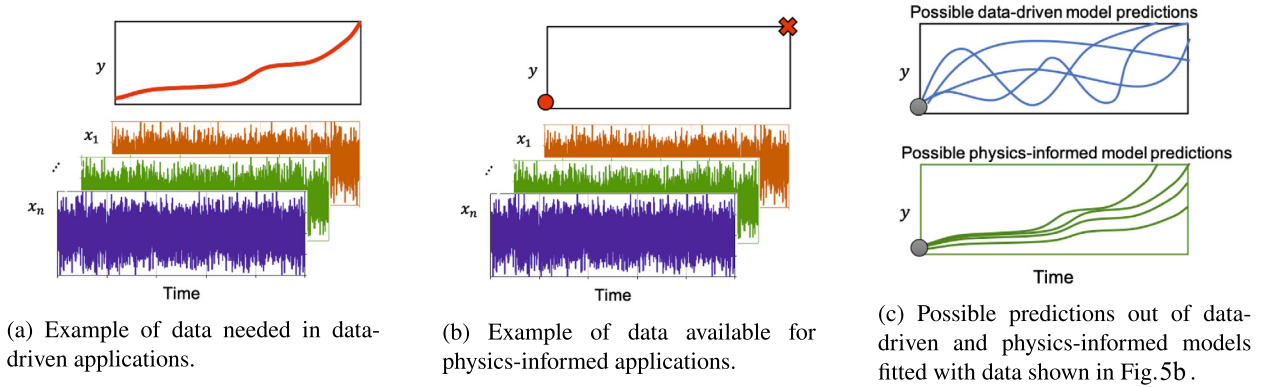 y
x1
⋰
xn
Time
(a) Example of data needed in data-
driven applications.
y
x1
⋰
xn
Time
(b) Example of data available for
physics-informed applications.
Possible data-driven model predictions
y
Possible physics-informed model predictions
y
Time
(c) Possible predictions out of data-
driven and physics-informed models
fitted with data shown in Fig.5b.